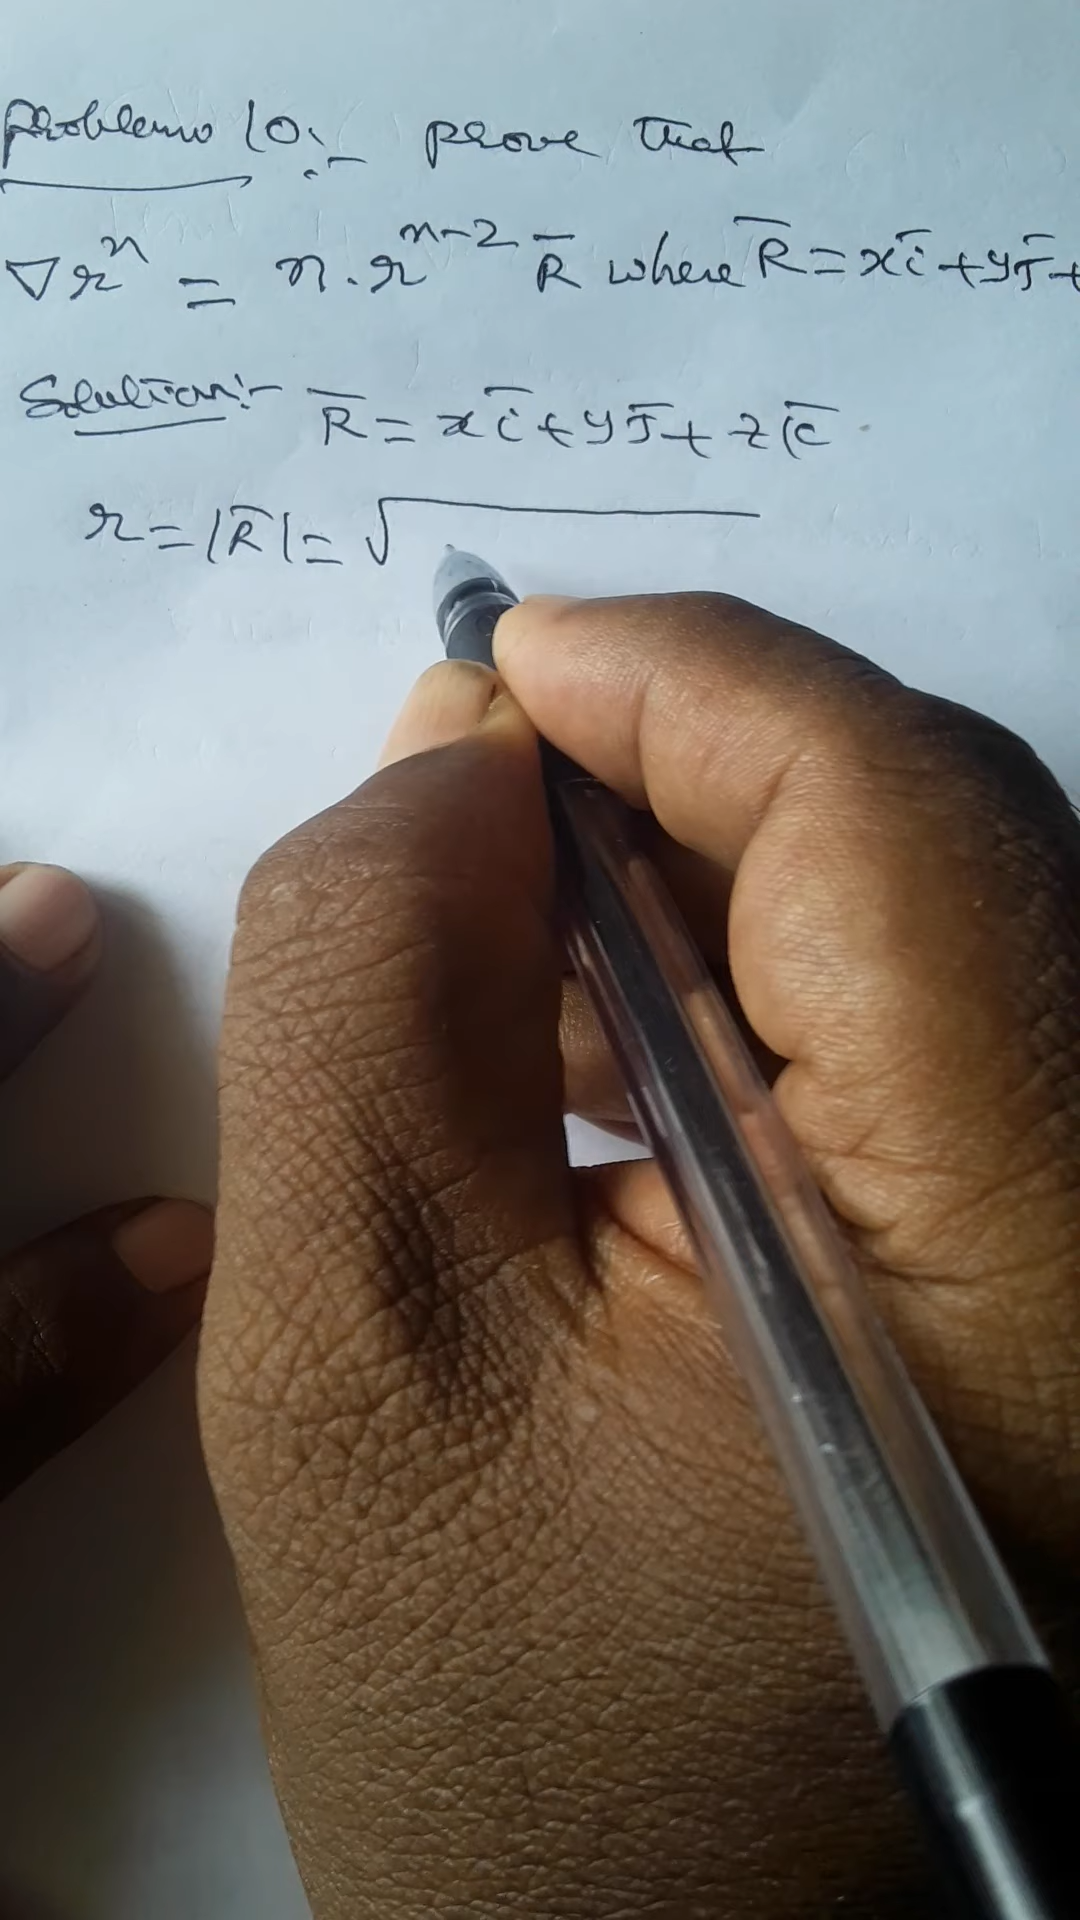 Problem 10:- prove that
∇r^n = n.r^{n-2} R̄ where R̄ = xī + yj̄ +
Solution:- R̄ = xī + yj̄ + zk̄
r = |R̄| = √